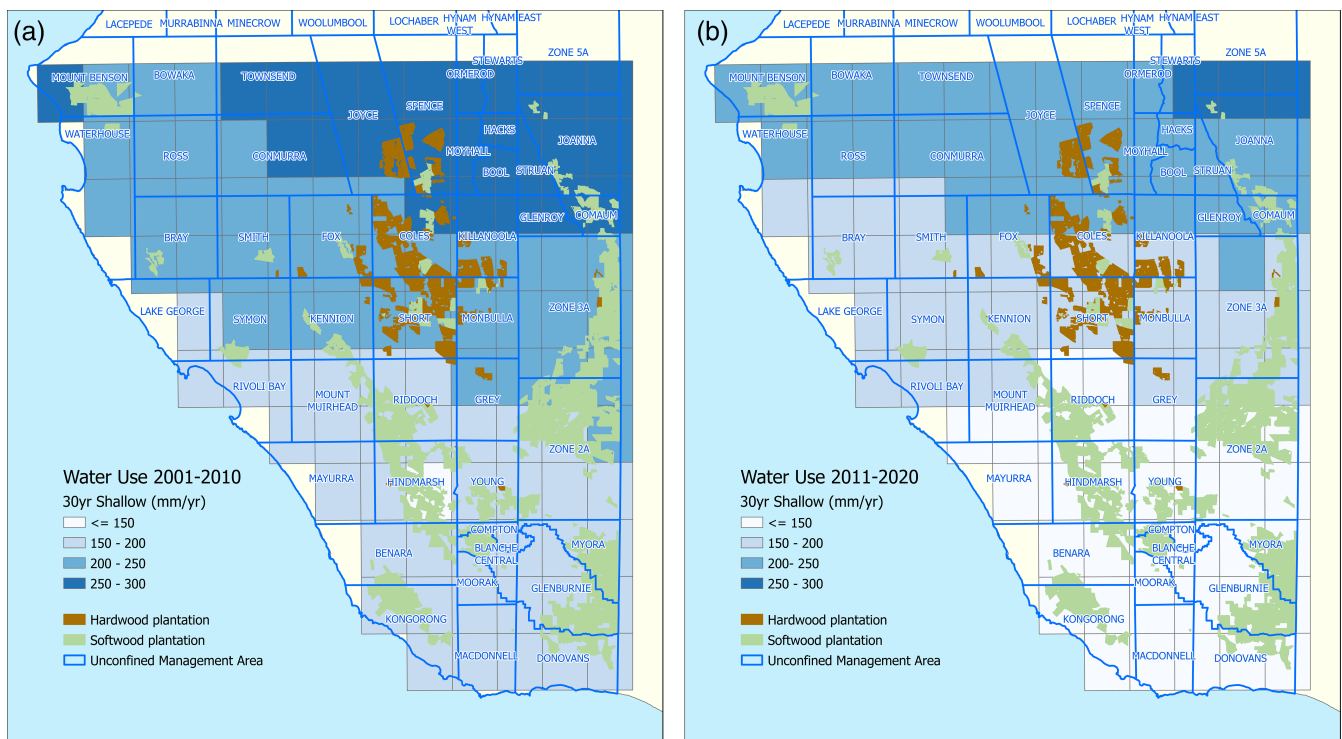 (a)
LACEPEDE MURRABINNA MINECROW WOOLUMBOOL LOCHABER HYNAM WEST HYNAM EAST
ZONE 5A
STEWARTS
MOUNT BENSON BOWAKA TOWNSEND ORMEROD
JOYCE SPENCE
WATERHOUSE HACKS JOANNA
ROSS CONMURRA MOYHALL
BOOL STRUAN
GLENROY COMAUM
BRAY SMITH FOX COLES KILLANOOLA
LAKE GEORGE SYMON KENNION SHORT MONBULLA ZONE 3A
RIVOLI BAY MOUNT MUIRHEAD RIDDOCH GREY
ZONE 2A
MAYURRA HINDMARSH YOUNG
COMPTON
BENARA BLANCHE CENTRAL MYORA
MOORAK GLENBURNIE
KONGORONG
MACDONNELL DONOVANS
Water Use 2001-2010
30yr Shallow (mm/yr)
<= 150
150 - 200
200 - 250
250 - 300
Hardwood plantation
Softwood plantation
Unconfined Management Area
(b)
LACEPEDE MURRABINNA MINECROW WOOLUMBOOL LOCHABER HYNAM WEST HYNAM EAST
ZONE 5A
STEWARTS
MOUNT BENSON BOWAKA TOWNSEND ORMEROD
JOYCE SPENCE
WATERHOUSE HACKS JOANNA
ROSS CONMURRA MOYHALL
BOOL STRUAN
GLENROY COMAUM
BRAY SMITH FOX COLES KILLANOOLA
LAKE GEORGE SYMON KENNION SHORT MONBULLA ZONE 3A
RIVOLI BAY MOUNT MUIRHEAD RIDDOCH GREY
ZONE 2A
MAYURRA HINDMARSH YOUNG
COMPTON
BENARA BLANCHE CENTRAL MYORA
MOORAK GLENBURNIE
KONGORONG
MACDONNELL DONOVANS
Water Use 2011-2020
30yr Shallow (mm/yr)
<= 150
150 - 200
200- 250
250 - 300
Hardwood plantation
Softwood plantation
Unconfined Management Area